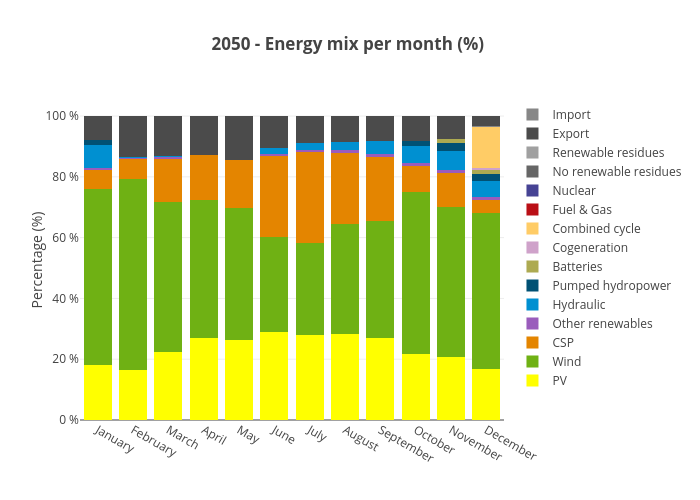 2050 - Energy mix per month (%)
Percentage (%)
100 %
80 %
60 %
40 %
20 %
0 %
January
February
March
April
May
June
July
August
September
October
November
December
Import
Export
Renewable residues
No renewable residues
Nuclear
Fuel & Gas
Combined cycle
Cogeneration
Batteries
Pumped hydropower
Hydraulic
Other renewables
CSP
Wind
PV